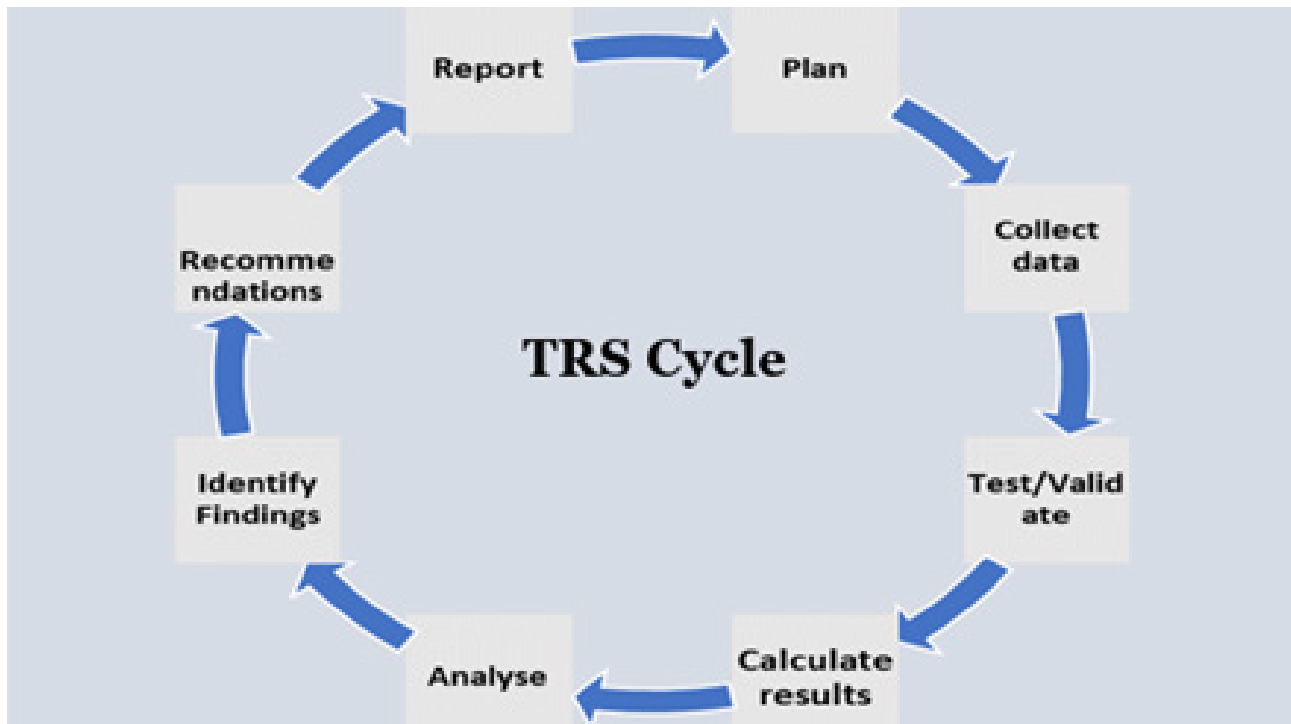 Report
Plan
Collect
data
Test/Valid
ate
Calculate
results
Analyse
Identify
Findings
Recomme
ndations
TRS Cycle